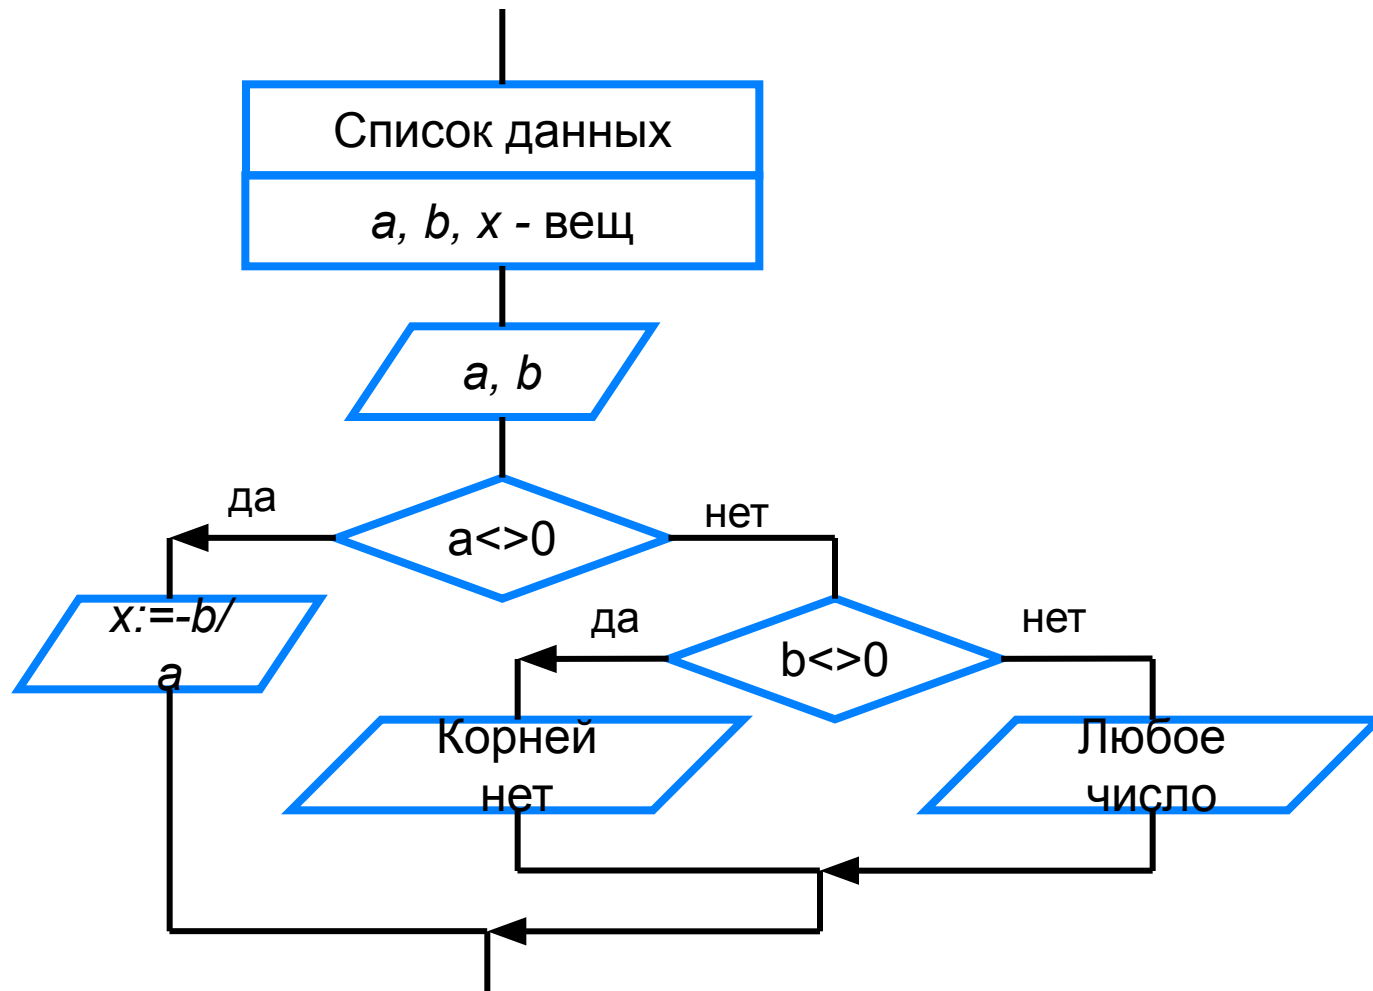 Список данных
a, b, x - вещ
a, b
да
нет
a<>0
x:=-b/
a
да
нет
b<>0
Корней
нет
Любое
число